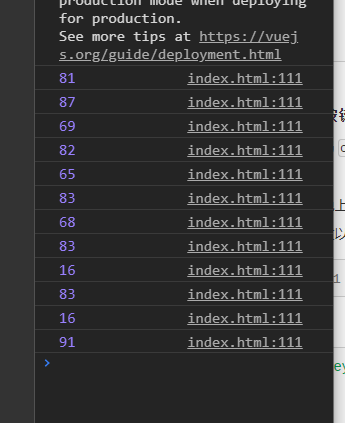 production mode when deploying
for production.
See more tips at https://vuej
s.org/guide/deployment.html
81 index.html:111
87 index.html:111
69 index.html:111
82 index.html:111
65 index.html:111
83 index.html:111
68 index.html:111
83 index.html:111
16 index.html:111
83 index.html:111
16 index.html:111
91 index.html:111